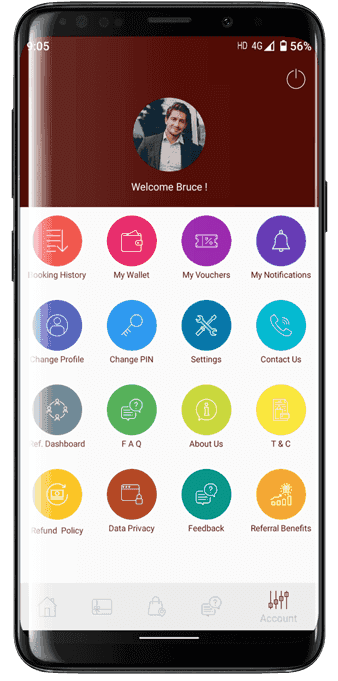 9:05 HD 4G 56%
Welcome Bruce !
Booking History My Wallet My Vouchers My Notifications
Change Profile Change PIN Settings Contact Us
Ref. Dashboard F A Q About Us T & C
Refund Policy Data Privacy Feedback Referral Benefits
Account